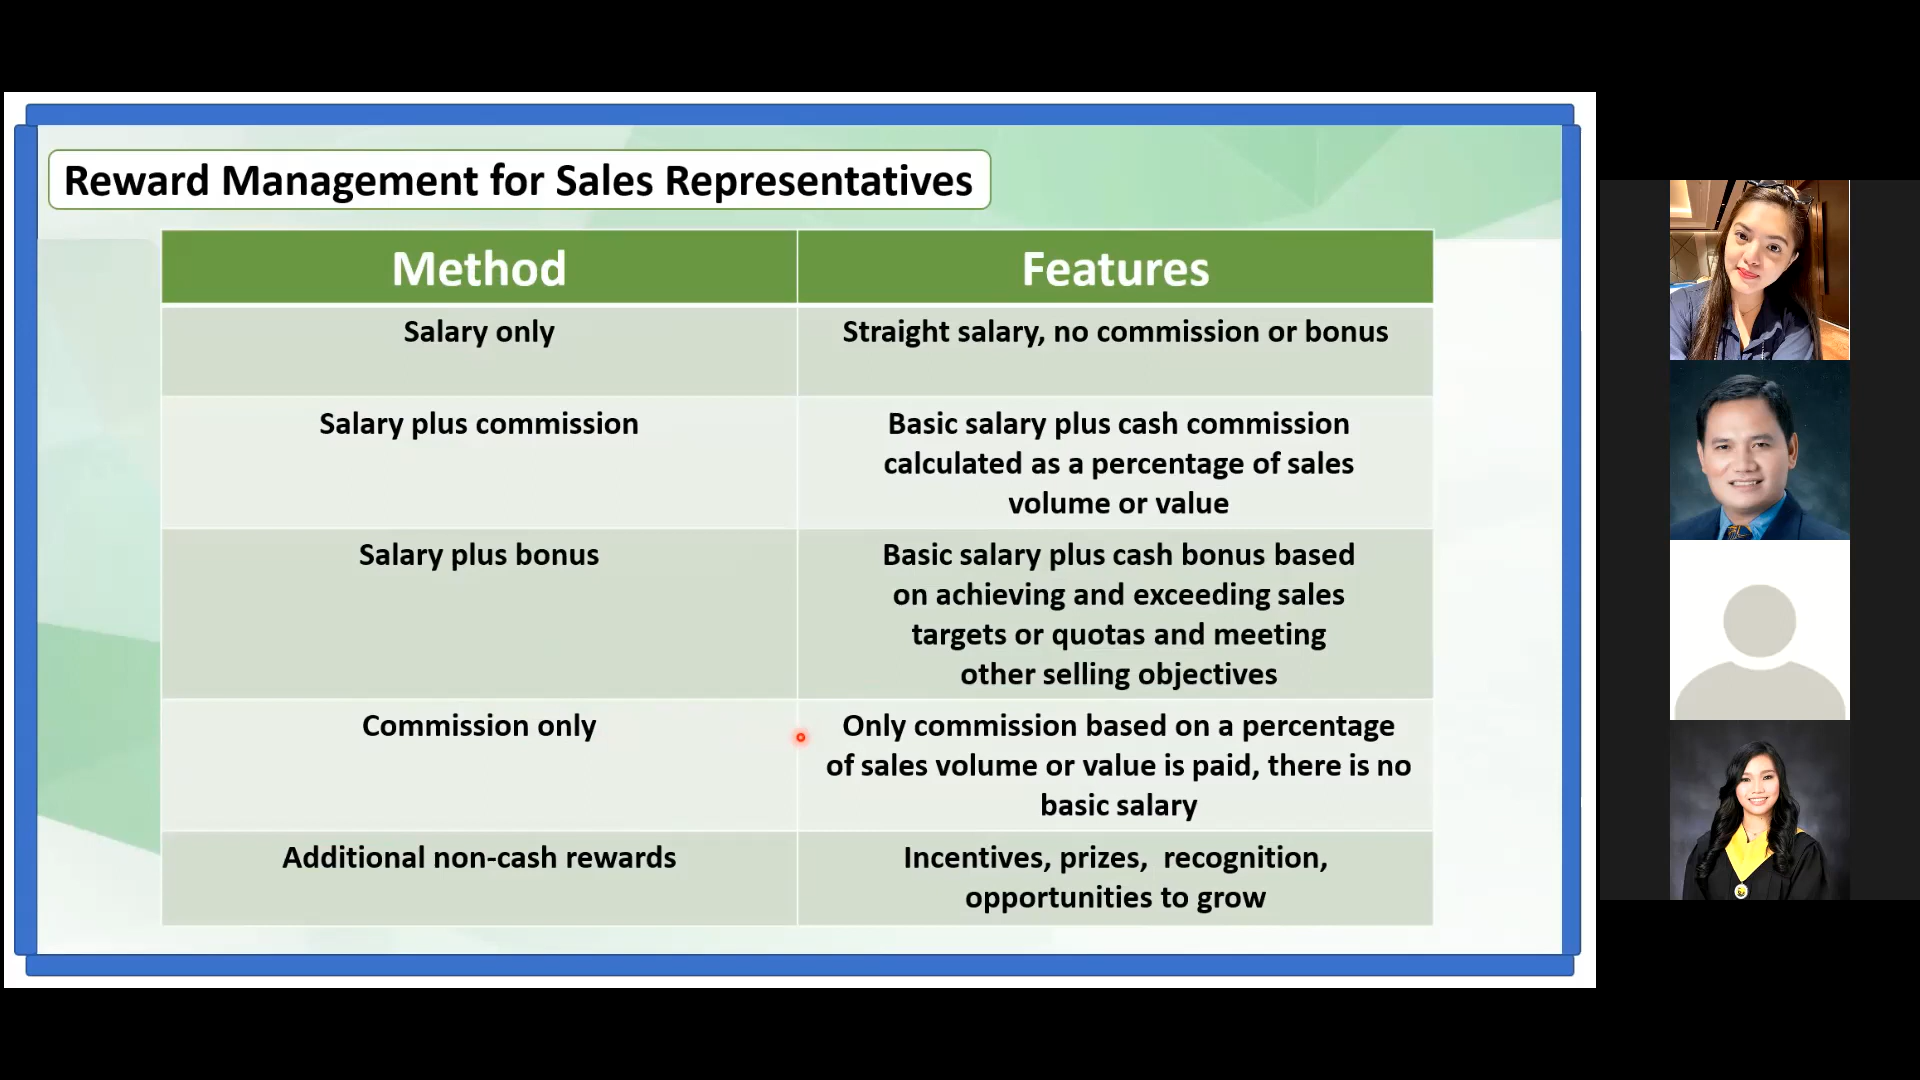 Reward Management for Sales Representatives
Method
Features
Salary only
Straight salary, no commission or bonus
Salary plus commission
Basic salary plus cash commission
calculated as a percentage of sales
volume or value
Salary plus bonus
Basic salary plus cash bonus based
on achieving and exceeding sales
targets or quotas and meeting
other selling objectives
Commission only
Only commission based on a percentage
of sales volume or value is paid, there is no
basic salary
Additional non-cash rewards
Incentives, prizes,  recognition,
opportunities to grow